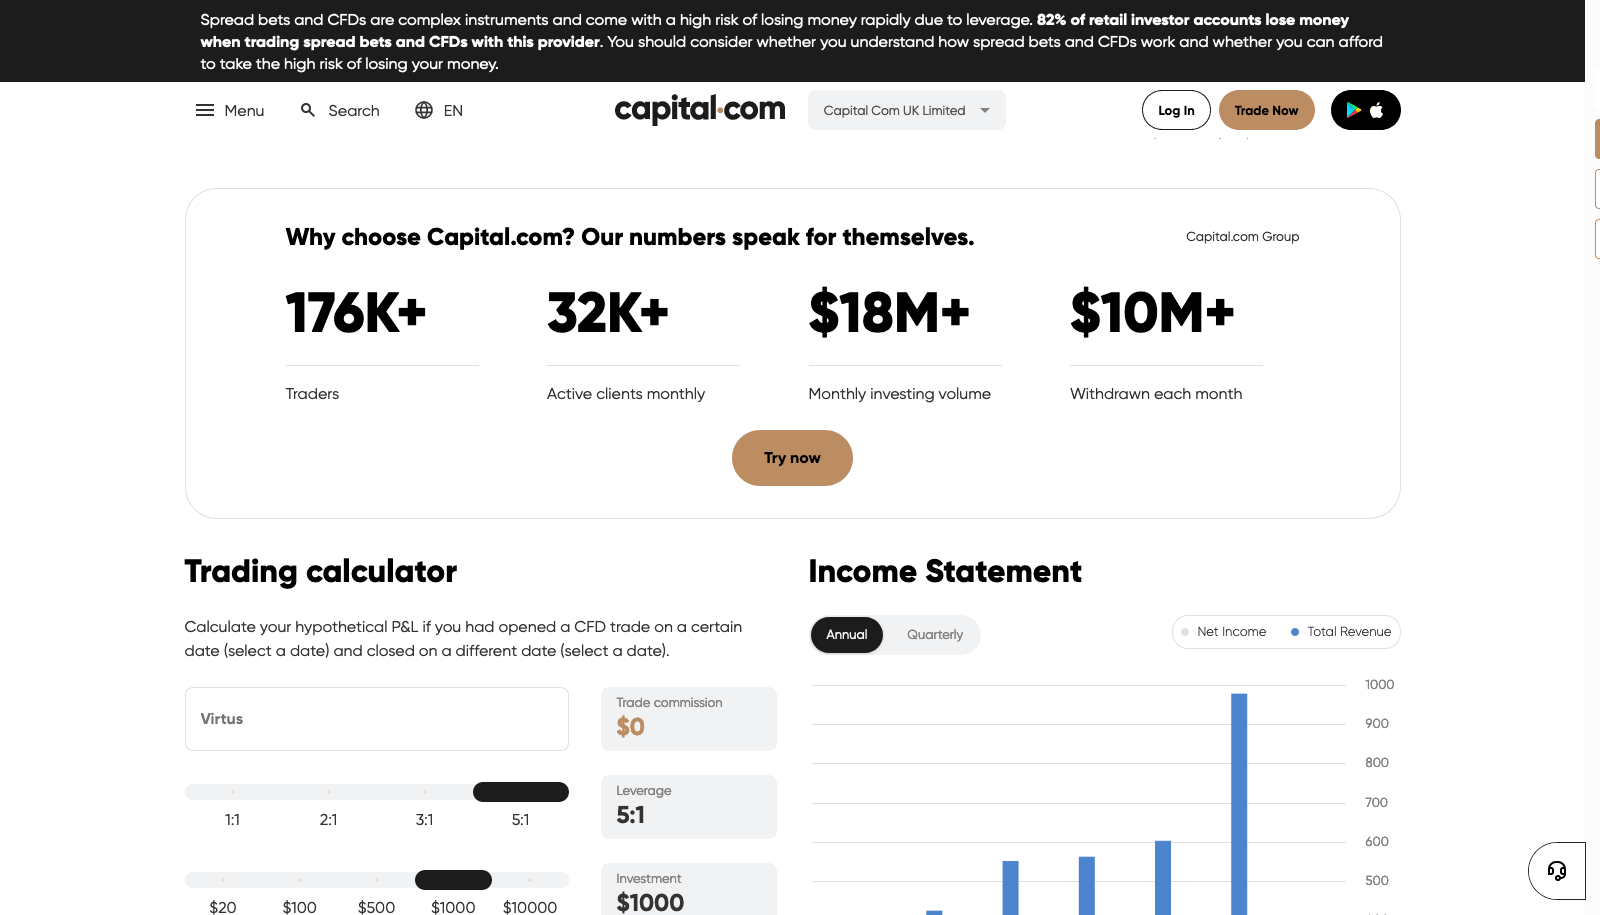 Spread bets and CFDs are complex instruments and come with a high risk of losing money rapidly due to leverage. 82% of retail investor accounts lose money
when trading spread bets and CFDs with this provider. You should consider whether you understand how spread bets and CFDs work and whether you can afford
to take the high risk of losing your money.
Menu
Search
EN
capital.com
Capital Com UK Limited
Log In
Trade Now
Why choose Capital.com? Our numbers speak for themselves.
Capital.com Group
176K+
32K+
$18M+
$10M+
Traders
Active clients monthly
Monthly investing volume
Withdrawn each month
Try now
Trading calculator
Calculate your hypothetical P&L if you had opened a CFD trade on a certain
date (select a date) and closed on a different date (select a date).
Virtus
Trade commission
$0
1:1
2:1
3:1
5:1
Leverage
5:1
$20
$100
$500
$1000
$10000
Investment
$1000
Income Statement
Annual
Quarterly
Net Income
Total Revenue
1000
900
800
700
600
500